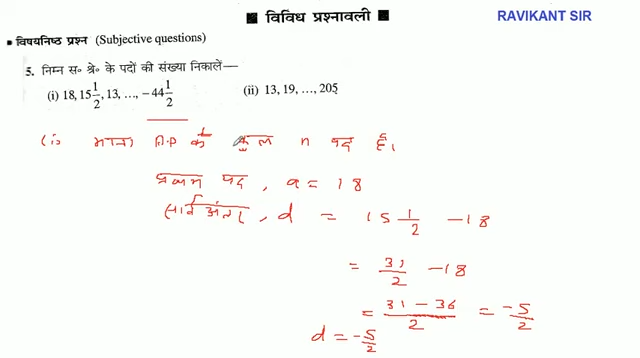 ■ विविध प्रश्नावली ■
RAVIKANT SIR
▪ विषयनिष्ठ प्रश्न (Subjective questions)
5. निम्न स॰ श्रे॰ के पदों की संख्या निकालें—
(i) 18, 15 1/2, 13, ..., – 44 1/2 (ii) 13, 19, ..., 205
(i) माना A.P के कुल n पद है।
प्रथम पद, a = 18
सार्व अंतर, d = 15 1/2 – 18
= 31/2 – 18
= 31 – 36/2 = –5/2
d = –5/2